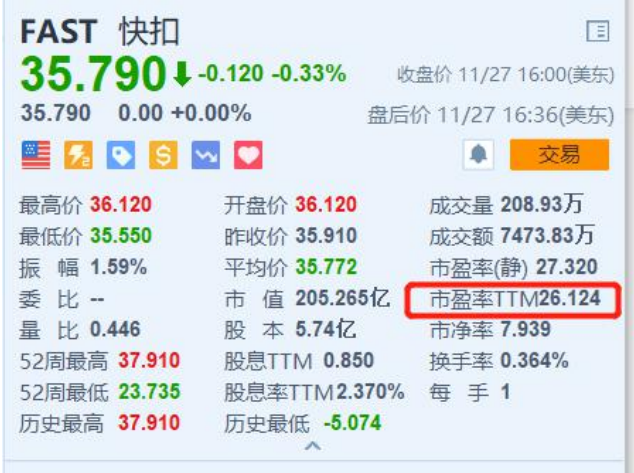 FAST 快扣
35.790 -0.120 -0.33% 收盘价 11/27 16:00(美东)
35.790 0.00 +0.00% 盘后价 11/27 16:36(美东)
2 $ 交易
最高价 36.120 开盘价 36.120 成交量 208.93万
最低价 35.550 昨收价 35.910 成交额 7473.83万
振 幅 1.59% 平均价 35.772 市盈率(静) 27.320
委 比 -- 市 值 205.265亿 市盈率TTM26.124
量 比 0.446 股 本 5.74亿 市净率 7.939
52周最高 37.910 股息TTM 0.850 换手率 0.364%
52周最低 23.735 股息率TTM2.370% 每 手 1
历史最高 37.910 历史最低 -5.074